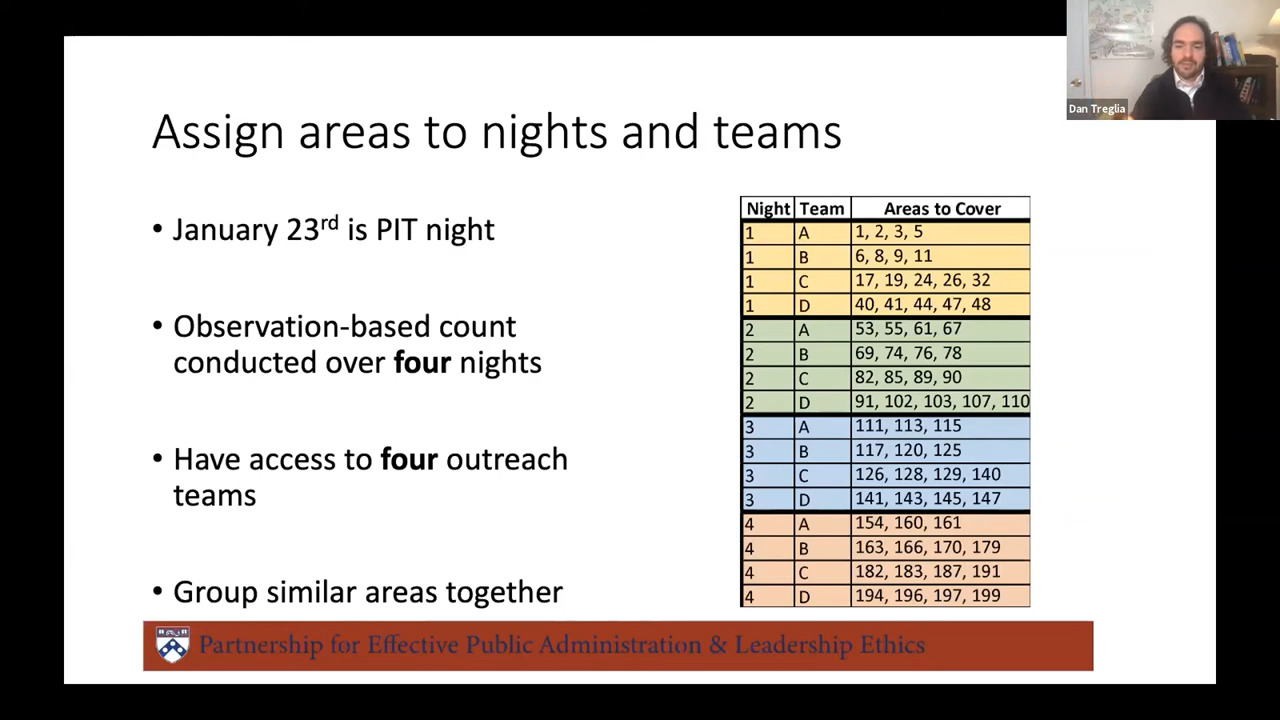 Dan Treglia
Assign areas to nights and teams
• January 23rd is PIT night
• Observation-based count
conducted over four nights
• Have access to four outreach
teams
• Group similar areas together
Night Team Areas to Cover
1 A 1, 2, 3, 5
1 B 6, 8, 9, 11
1 C 17, 19, 24, 26, 32
1 D 40, 41, 44, 47, 48
2 A 53, 55, 61, 67
2 B 69, 74, 76, 78
2 C 82, 85, 89, 90
2 D 91, 102, 103, 107, 110
3 A 111, 113, 115
3 B 117, 120, 125
3 C 126, 128, 129, 140
3 D 141, 143, 145, 147
4 A 154, 160, 161
4 B 163, 166, 170, 179
4 C 182, 183, 187, 191
4 D 194, 196, 197, 199
Partnership for Effective Public Administration & Leadership Ethics